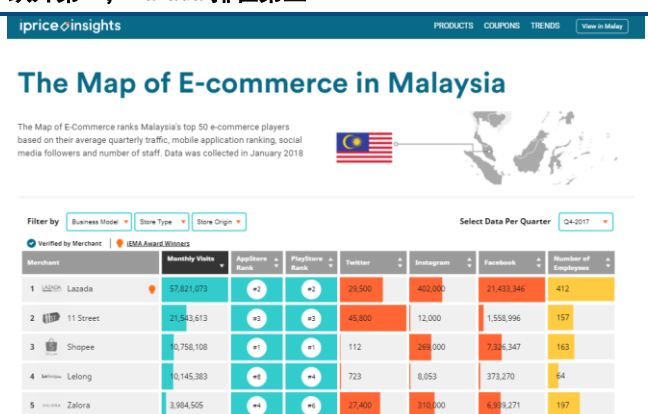 iprice insights
PRODUCTS COUPONS TRENDS View in Malay
The Map of E-commerce in Malaysia
The Map of E-Commerce ranks Malaysia's top 50 e-commerce players
based on their average quarterly traffic, mobile application ranking, social
media followers and number of staff. Data was collected in January 2018
Filter by Business Model Store Type Store Origin Select Data Per Quarter Q4-2017
Verified by Merchant iEMA Award Winners
Merchant Monthly Visits AppStore Rank PlayStore Rank Twitter Instagram Facebook Number of Employees
1 Lazada 57,821,073 #2 #2 29,500 402,000 21,433,346 412
2 11 Street 21,543,613 #3 #3 45,800 12,000 1,558,996 157
3 Shopee 10,758,108 #1 #1 112 269,000 7,326,347 163
4 Lelong 10,145,383 #8 #4 723 8,053 373,270 64
5 Zalora 3,984,505 #4 #6 27,400 310,000 6,939,271 197